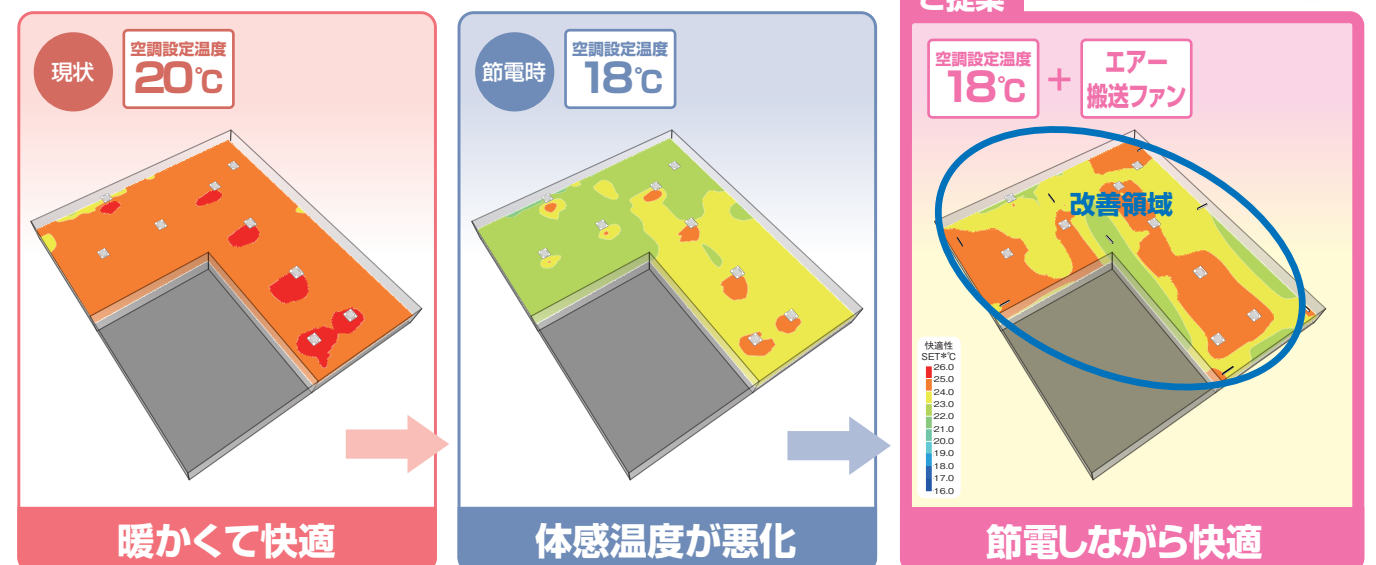 現状
空調設定温度
20℃
暖かくて快適
節電時
空調設定温度
18℃
体感温度が悪化
ご提案
空調設定温度
18℃
+
エアー
搬送ファン
改善領域
快適性
SET*℃
26.0
25.0
24.0
23.0
22.0
21.0
20.0
19.0
18.0
17.0
16.0
節電しながら快適